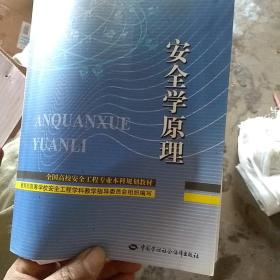 安全学原理
ANQUANXUE
YUANLI
全国高校安全工程专业本科规划教材
教育部高等学校安全工程学科教学指导委员会组织编写
中国劳动社会保障出版社